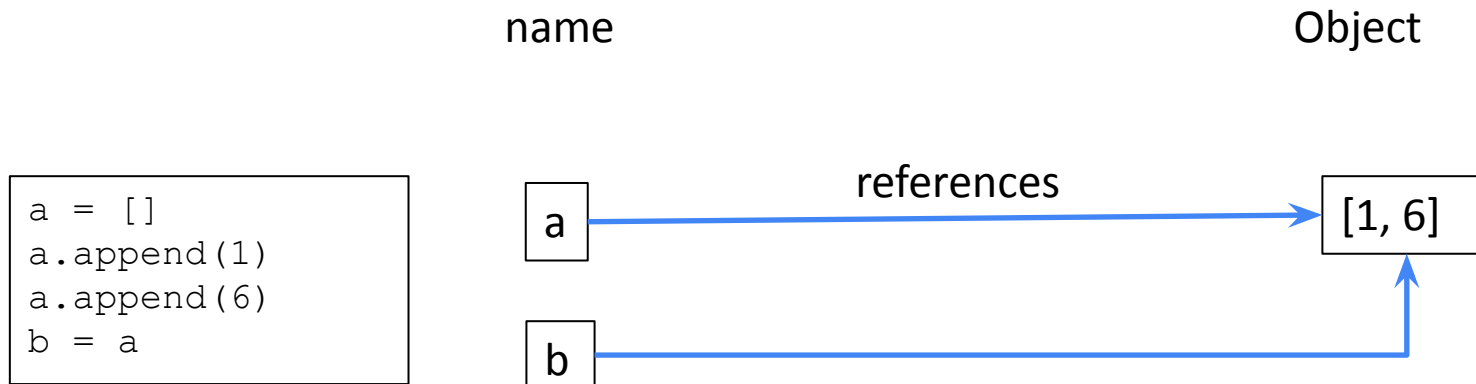 name
Object
a = []
a.append(1)
a.append(6)
b = a
a
references
[1, 6]
b